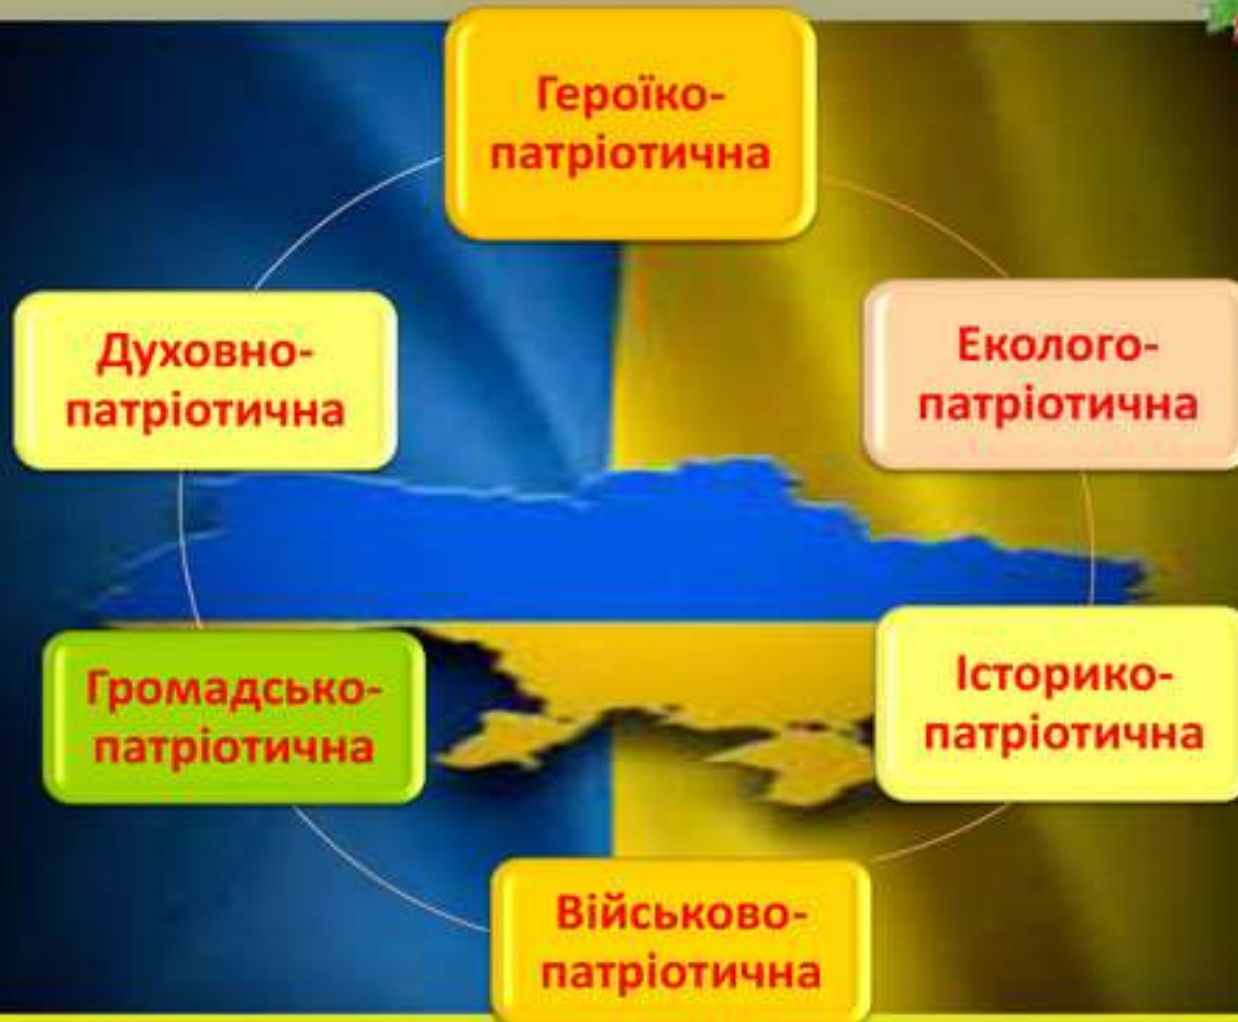 Героїко-
патріотична
Духовно-
патріотична
Еколого-
патріотична
Громадсько-
патріотична
Історико-
патріотична
Військово-
патріотична